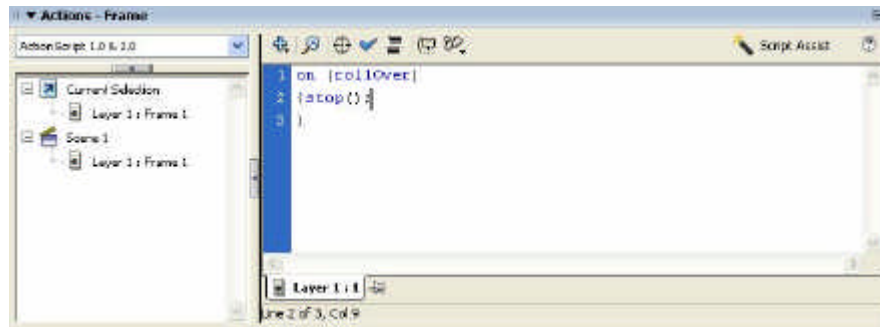 Actions - Frame
ActionScript 1.0 & 2.0
Script Assist
Current Selection
Layer 1 : Frame 1
Scene 1
Layer 1 : Frame 1
1 on (rollOver)
2 {stop();
3 }
Layer 1 : 1
Line 2 of 3, Col 9